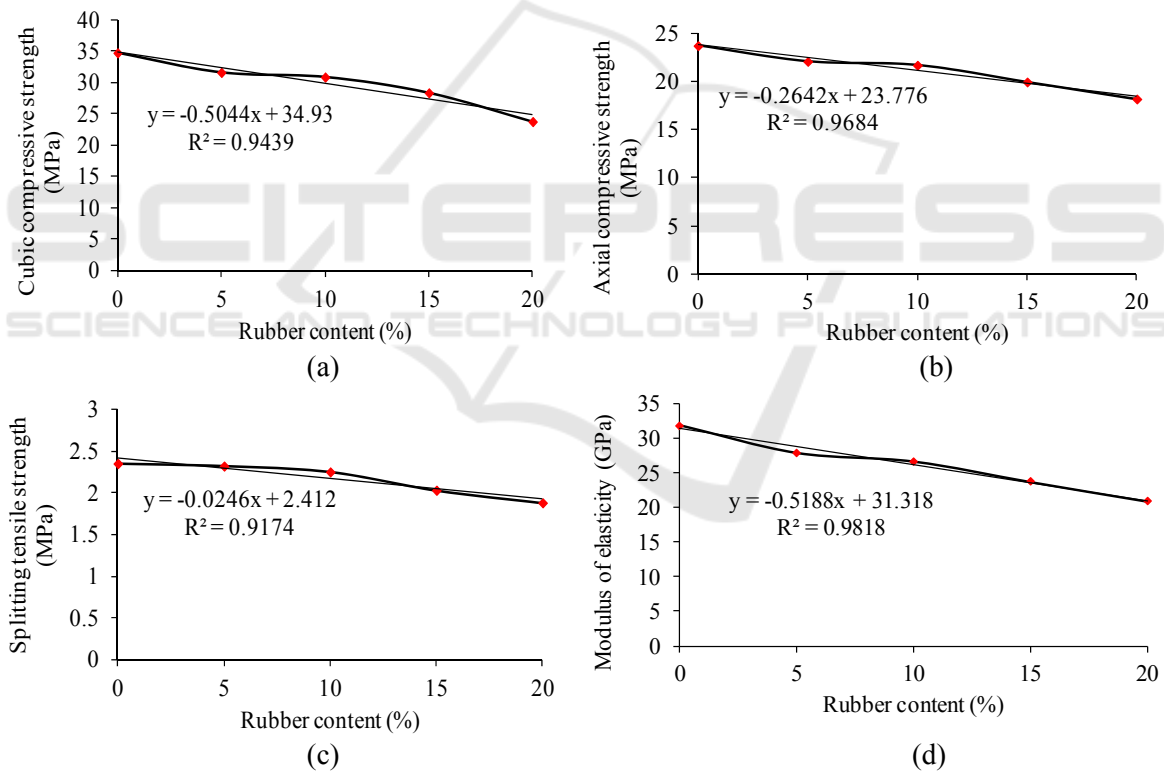 40
35
30
25
20
15
10
5
0
Cubic compressive strength
(MPa)
y = -0.5044x + 34.93
R² = 0.9439
0 5 10 15 20
Rubber content (%)
(a)
25
20
15
10
5
0
Axial compressive strength
(MPa)
y = -0.2642x + 23.776
R² = 0.9684
0 5 10 15 20
Rubber content (%)
(b)
SCITEPRESS
SCIENCE AND TECHNOLOGY PUBLICATIONS
3
2.5
2
1.5
1
0.5
0
Splitting tensile strength
(MPa)
y = -0.0246x + 2.412
R² = 0.9174
0 5 10 15 20
Rubber content (%)
(c)
35
30
25
20
15
10
5
0
Modulus of elasticity (GPa)
y = -0.5188x + 31.318
R² = 0.9818
0 5 10 15 20
Rubber content (%)
(d)